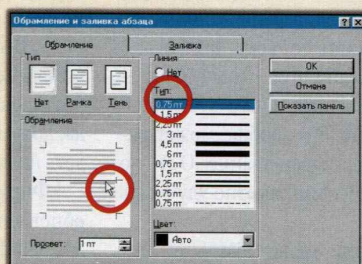 Обрамление и заливка абзаца
Обрамление
Заливка
Тип
Нет
Рамка
Тень
Обрамление
Просвет:
1 пт
Линия
Нет
Тип:
0,75 пт
1,5 пт
2,25 пт
3 пт
4,5 пт
6 пт
0,75 пт
1,5 пт
2,25 пт
0,75 пт
0,75 пт
Цвет:
Авто
OK
Отмена
Показать панель